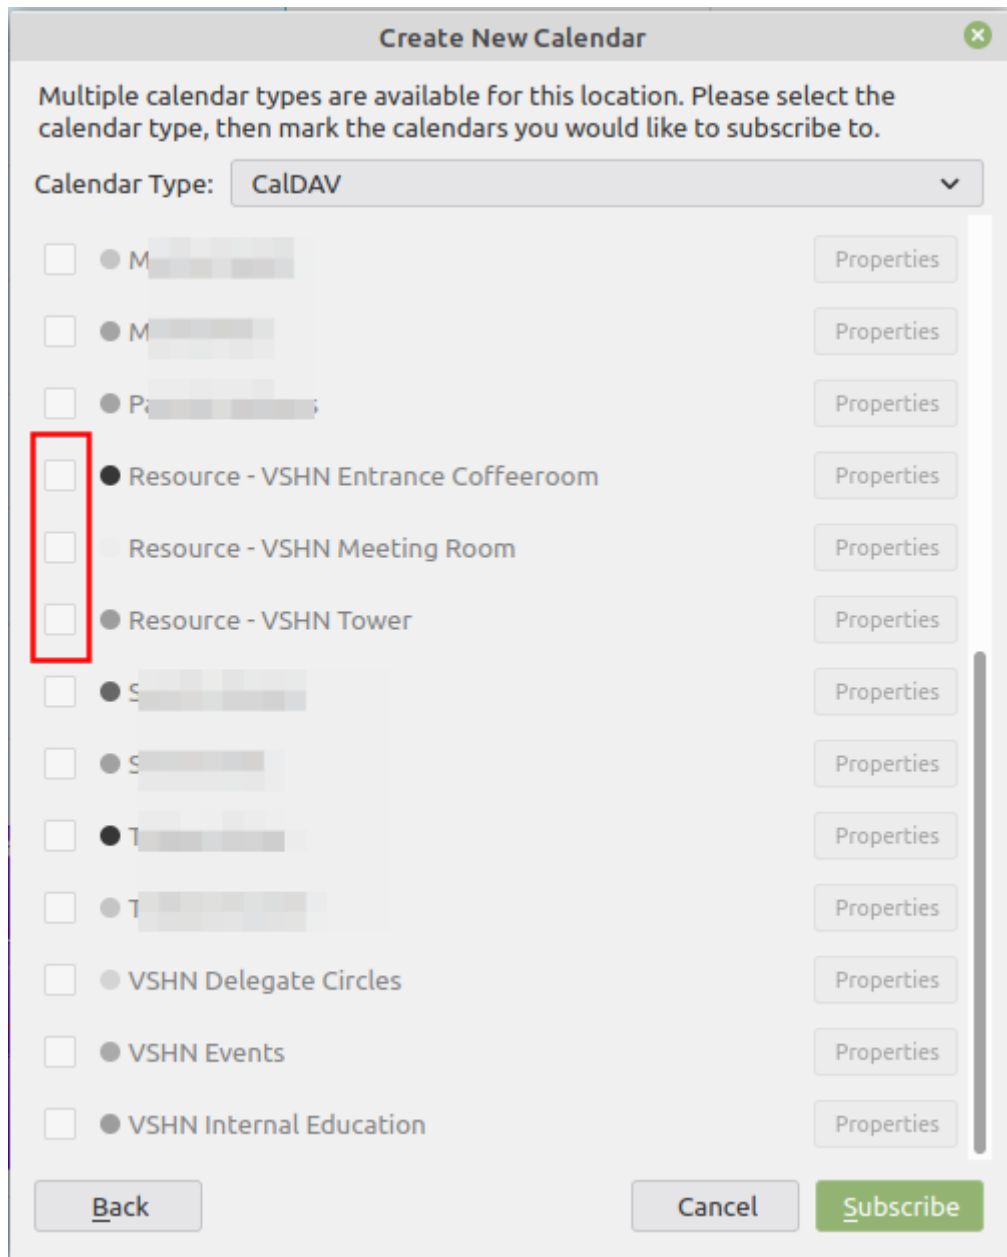 Create New Calendar
Multiple calendar types are available for this location. Please select the
calendar type, then mark the calendars you would like to subscribe to.
Calendar Type: CalDAV
Properties
Properties
Properties
Resource - VSHN Entrance Coffeeroom Properties
Resource - VSHN Meeting Room Properties
Resource - VSHN Tower Properties
Properties
Properties
Properties
Properties
VSHN Delegate Circles Properties
VSHN Events Properties
VSHN Internal Education Properties
Back Cancel Subscribe